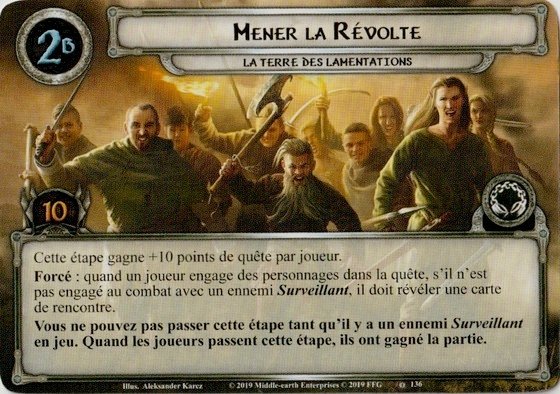 2B
MENER LA RÉVOLTE
LA TERRE DES LAMENTATIONS
10
Cette étape gagne +10 points de quête par joueur.
Forcé : quand un joueur engage des personnages dans la quête, s'il n'est
pas engagé au combat avec un ennemi Surveillant, il doit révéler une carte
de rencontre.
Vous ne pouvez pas passer cette étape tant qu'il y a un ennemi Surveillant
en jeu. Quand les joueurs passent cette étape, ils ont gagné la partie.
Illus. Aleksander Karcz © 2019 Middle-earth Enterprises © 2019 FFG 136